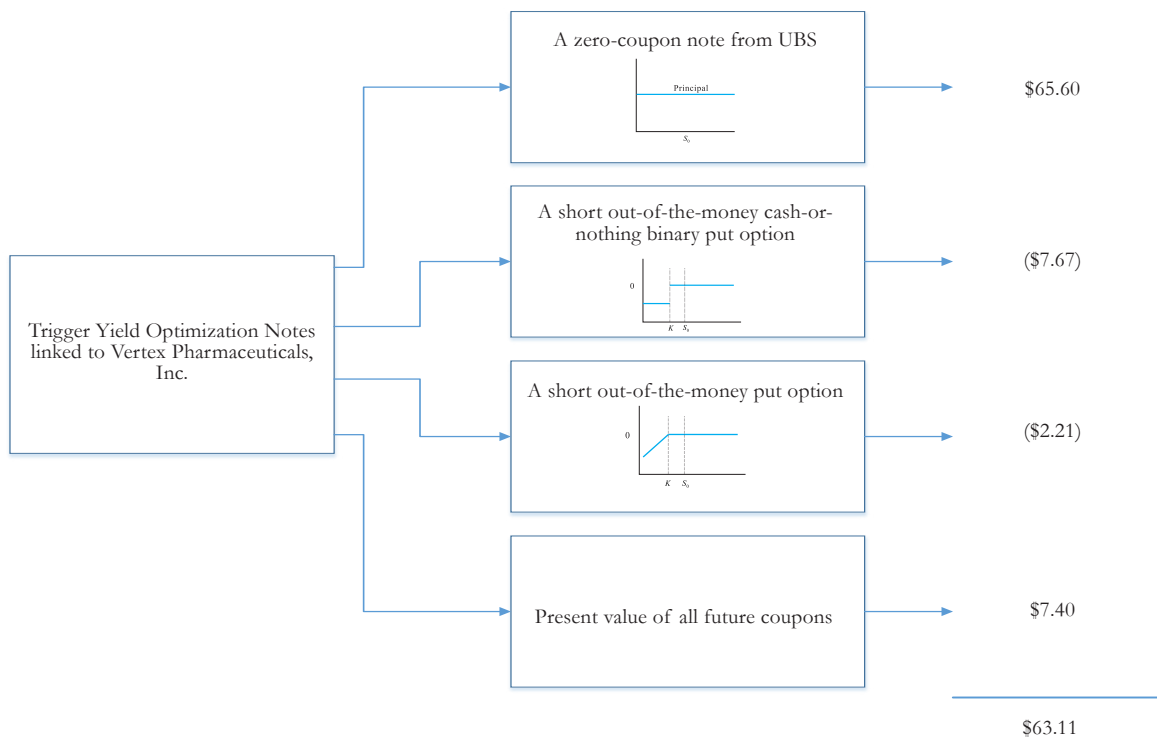 A zero-coupon note from UBS
Principal
S₀
$65.60
A short out-of-the-money cash-or-
nothing binary put option
0
K S₀
($7.67)
Trigger Yield Optimization Notes
linked to Vertex Pharmaceuticals,
Inc.
A short out-of-the-money put option
0
K S₀
($2.21)
Present value of all future coupons
$7.40
$63.11